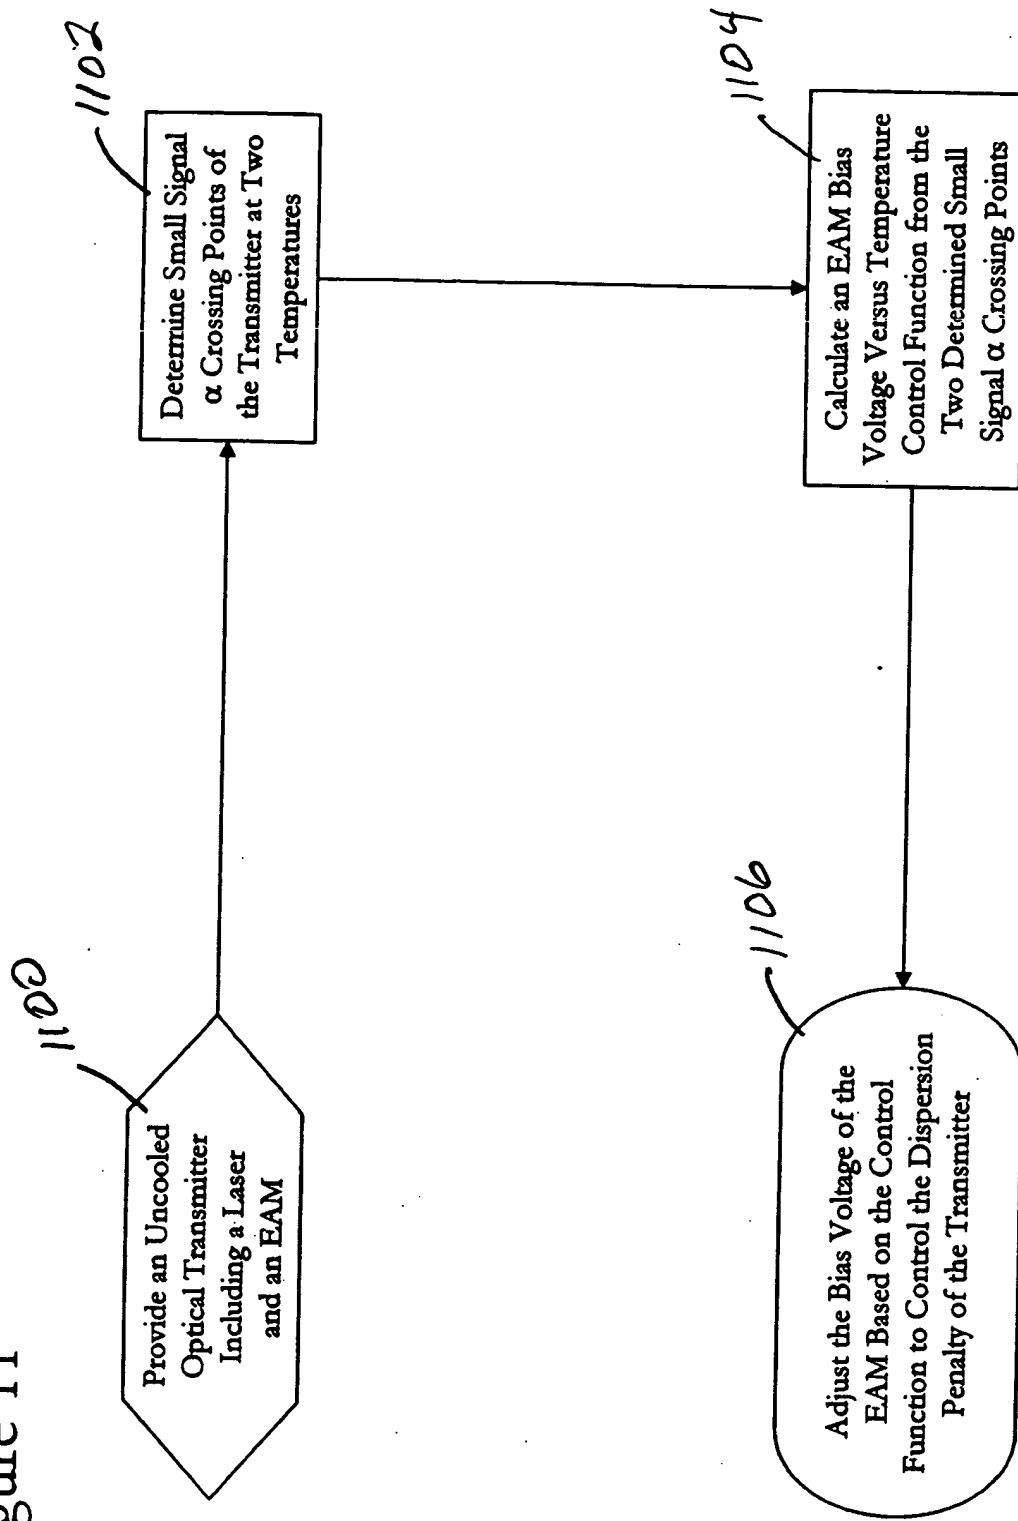 gure 11
1100
Provide an Uncooled
Optical Transmitter
Including a Laser
and an EAM
1102
Determine Small Signal
α Crossing Points of
the Transmitter at Two
Temperatures
1104
Calculate an EAM Bias
Voltage Versus Temperature
Control Function from the
Two Determined Small
Signal α Crossing Points
1106
Adjust the Bias Voltage of the
EAM Based on the Control
Function to Control the Dispersion
Penalty of the Transmitter